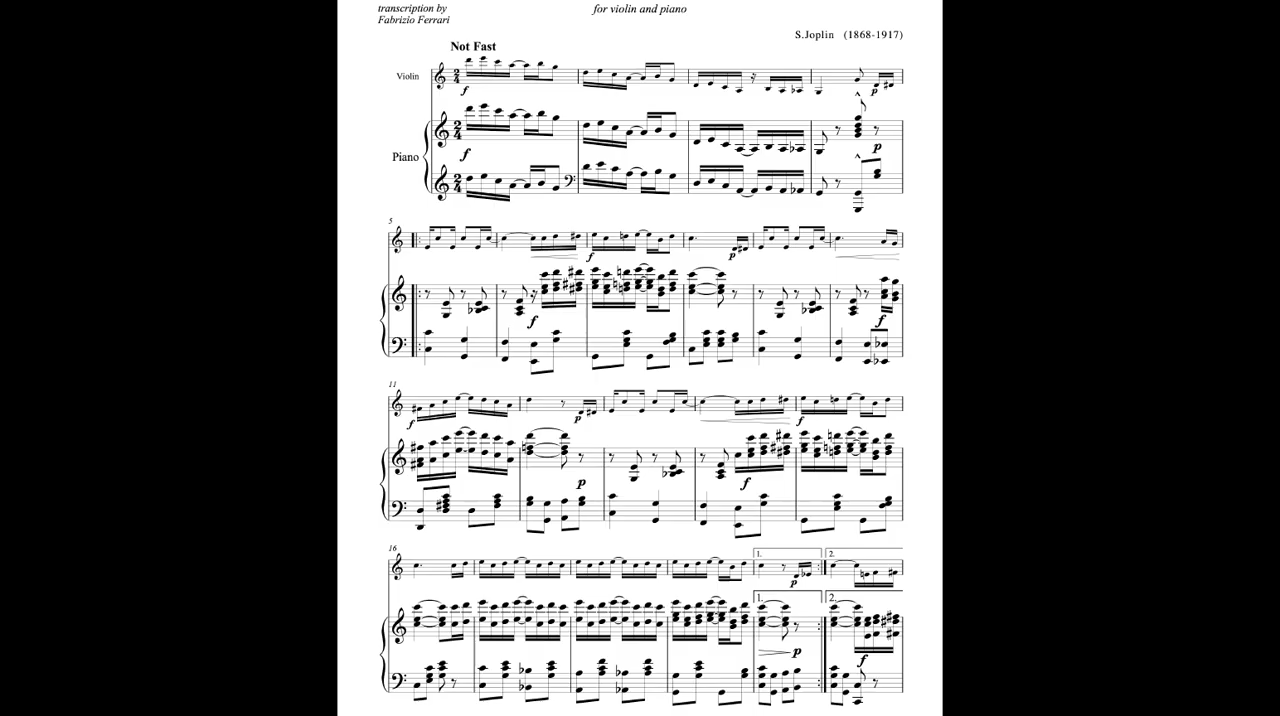 transcription by
Fabrizio Ferrari
for violin and piano
S.Joplin (1868-1917)
Not Fast
Violin
f
p
Piano
f
p
5
f
p
f
f
11
f
p
f
p
f
16
1.
2.
p
1.
2.
p
f